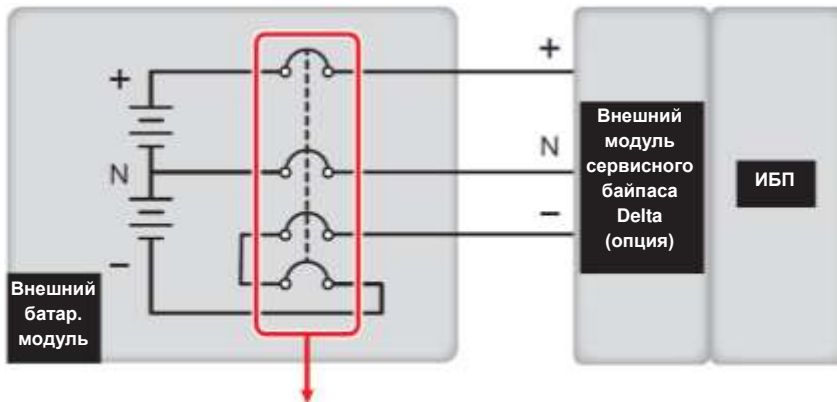 +
N
−
Внешний
батар.
модуль
+
N
−
Внешний
модуль
сервисного
байпаса
Delta
(опция)
ИБП